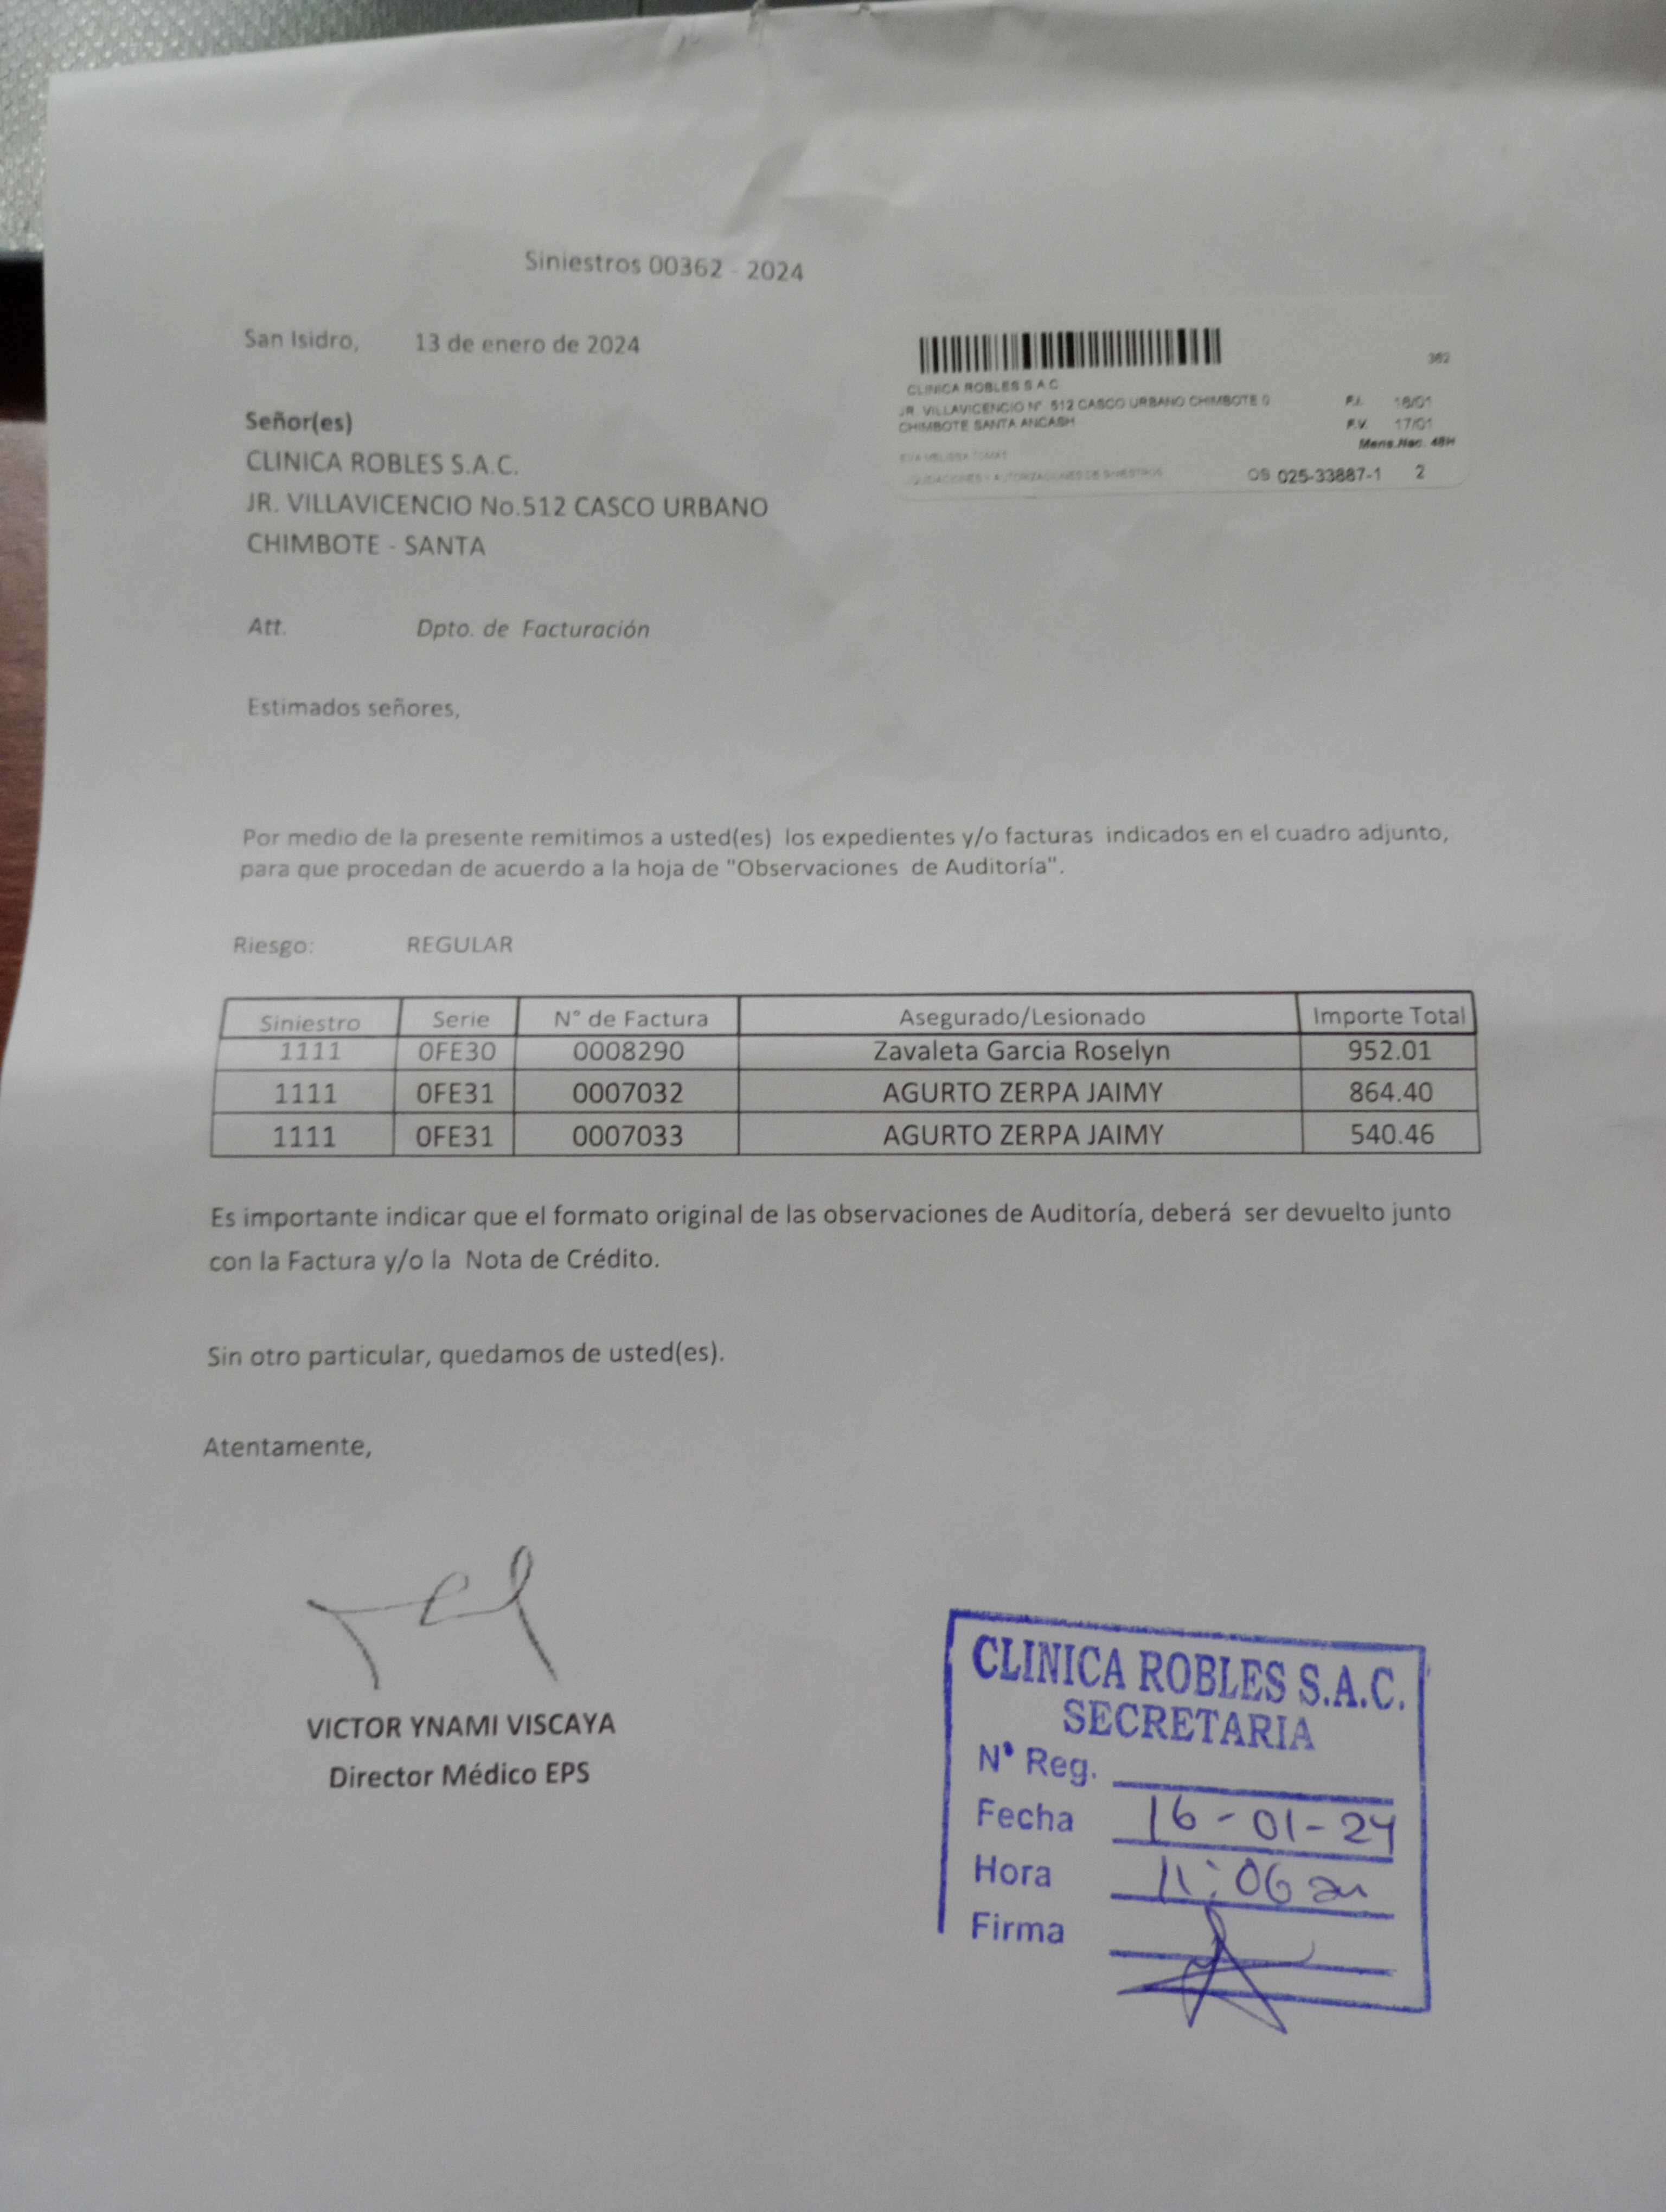 Siniestros 00362 - 2024
San Isidro, 13 de enero de 2024
362
CLINICA ROBLES S A C
JR. VILLAVICENCIO Nº. 512 CASCO URBANO CHIMBOTE 0
CHIMBOTE SANTA ANCASH
F.I. 16/01
F.V. 17/01
Mens.Nac. 48H
OS 025-33887-1 2
Señor(es)
CLINICA ROBLES S.A.C.
JR. VILLAVICENCIO No.512 CASCO URBANO
CHIMBOTE - SANTA
Att. Dpto. de Facturación
Estimados señores,
Por medio de la presente remitimos a usted(es) los expedientes y/o facturas indicados en el cuadro adjunto,
para que procedan de acuerdo a la hoja de "Observaciones de Auditoría".
Riesgo: REGULAR
Siniestro Serie N° de Factura Asegurado/Lesionado Importe Total
1111 0FE30 0008290 Zavaleta Garcia Roselyn 952.01
1111 0FE31 0007032 AGURTO ZERPA JAIMY 864.40
1111 0FE31 0007033 AGURTO ZERPA JAIMY 540.46
Es importante indicar que el formato original de las observaciones de Auditoría, deberá ser devuelto junto
con la Factura y/o la Nota de Crédito.
Sin otro particular, quedamos de usted(es).
Atentamente,
VICTOR YNAMI VISCAYA
Director Médico EPS
CLINICA ROBLES S.A.C.
SECRETARIA
N° Reg.
Fecha 16-01-24
Hora 11:06 am
Firma